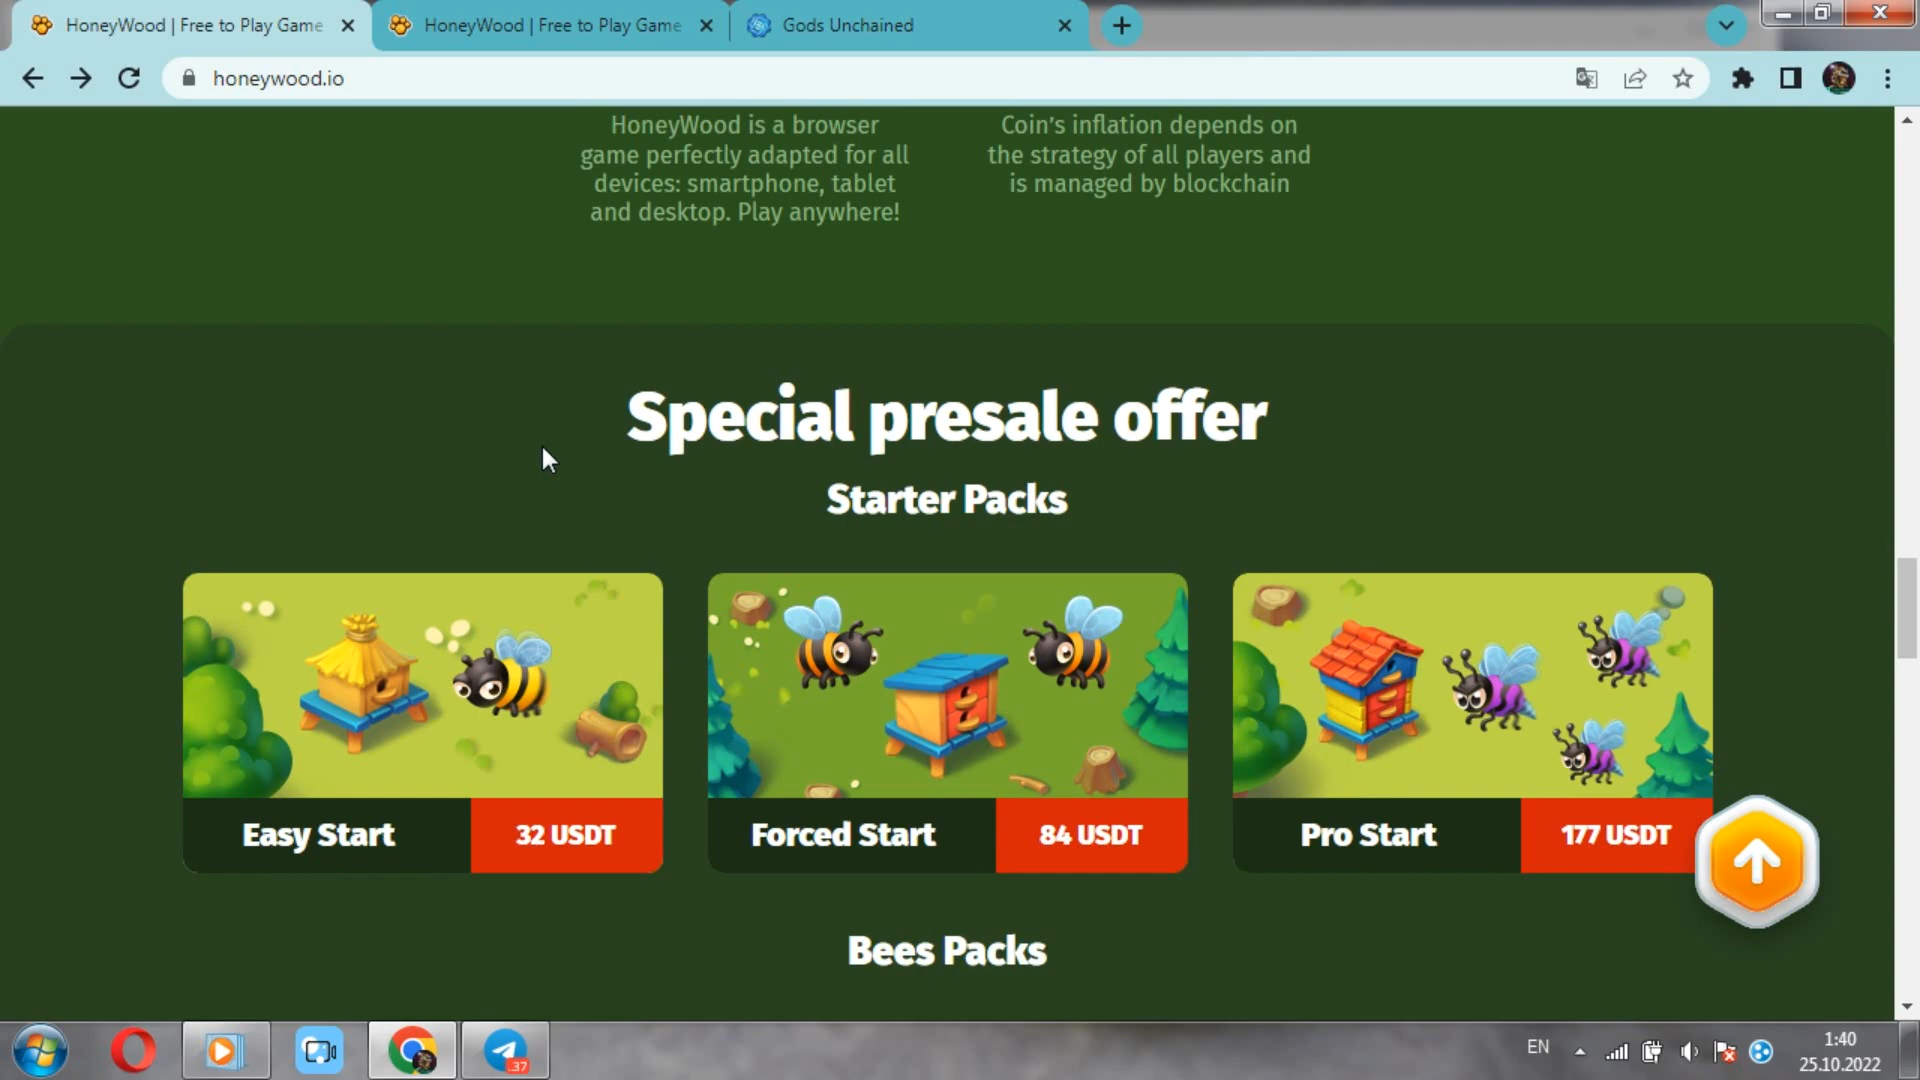 HoneyWood | Free to Play Game
HoneyWood | Free to Play Game
Gods Unchained
honeywood.io
HoneyWood is a browser
game perfectly adapted for all
devices: smartphone, tablet
and desktop. Play anywhere!
Coin's inflation depends on
the strategy of all players and
is managed by blockchain
Special presale offer
Starter Packs
Easy Start
32 USDT
Forced Start
84 USDT
Pro Start
177 USDT
Bees Packs
37
EN
1:40
25.10.2022